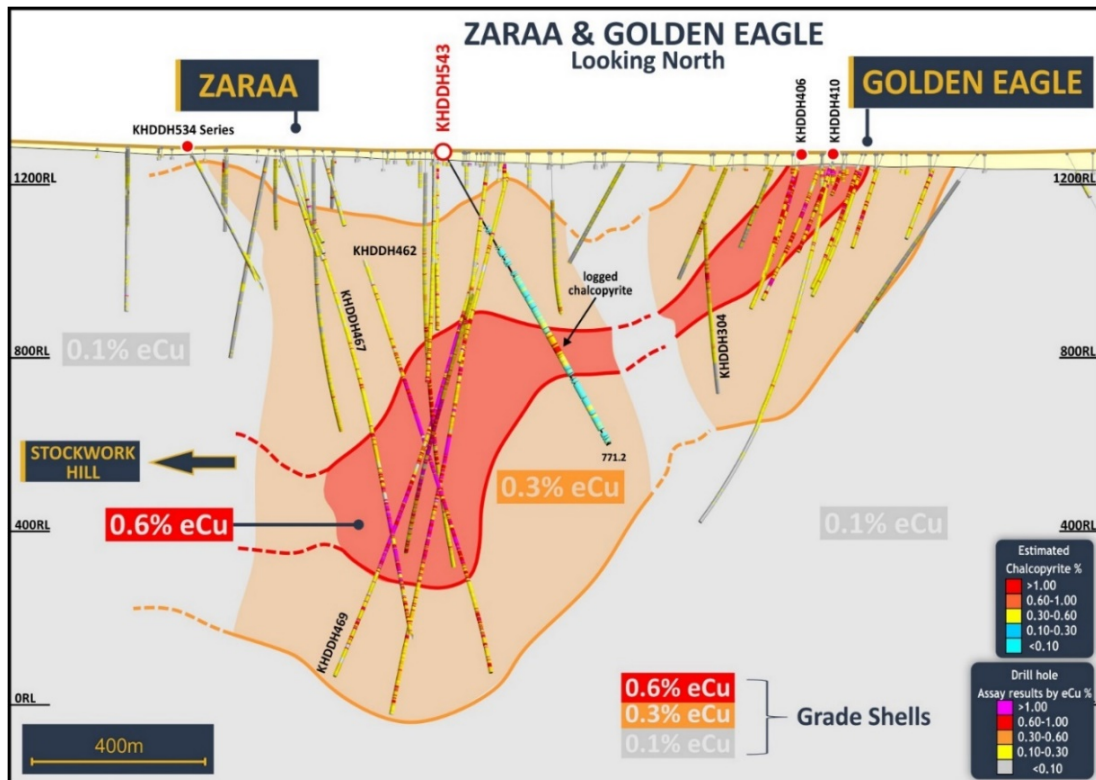 ZARAA & GOLDEN EAGLE
Looking North
ZARAA
KHDDH543
GOLDEN EAGLE
KHDDH534 Series
KHDDH406
KHDDH410
1200RL
1200RL
KHDDH462
KHDDH467
logged
chalcopyrite
KHDDH304
0.1% eCu
800RL
800RL
STOCKWORK
HILL
771.2
0.3% eCu
0.6% eCu
0.1% eCu
400RL
400RL
KHDDH469
Estimated
Chalcopyrite %
>1.00
0.60-1.00
0.30-0.60
0.10-0.30
<0.10
0.6% eCu
0.3% eCu
0.1% eCu
Grade Shells
Drill hole
Assay results by eCu %
>1.00
0.60-1.00
0.30-0.60
0.10-0.30
<0.10
0RL
400m